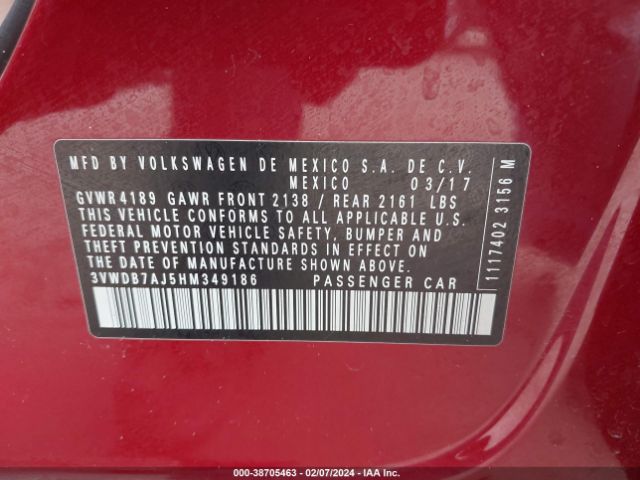 MFD BY VOLKSWAGEN DE MEXICO S.A. DE C.V.
MEXICO 03/17
GVWR 4189 GAWR FRONT 2138 / REAR 2161 LBS
THIS VEHICLE CONFORMS TO ALL APPLICABLE U.S.
FEDERAL MOTOR VEHICLE SAFETY, BUMPER AND
THEFT PREVENTION STANDARDS IN EFFECT ON
THE DATE OF MANUFACTURE SHOWN ABOVE.
3VWDB7AJ5HM349186 PASSENGER CAR
1117402 3156 M
000-38705463 - 02/07/2024 - IAA Inc.